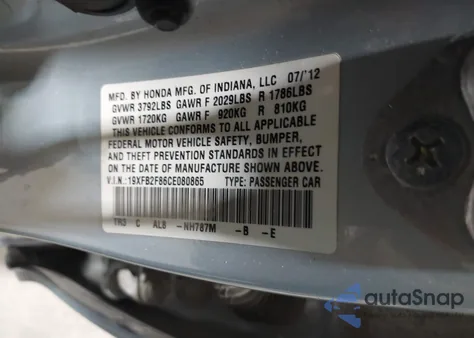 MFD. BY HONDA MFG. OF INDIANA, LLC 07/'12
GVWR 3792LBS GAWR F 2029LBS R 1786LBS
GVWR 1720KG GAWR F 920KG R 810KG
THIS VEHICLE CONFORMS TO ALL APPLICABLE
FEDERAL MOTOR VEHICLE SAFETY, BUMPER,
AND THEFT PREVENTION STANDARDS IN EFFECT
ON THE DATE OF MANUFACTURE SHOWN ABOVE.
V.I.N.: 19XFB2F86CE080865 TYPE: PASSENGER CAR
TR5 C AL8 -NH787M -B -E
autoSnap